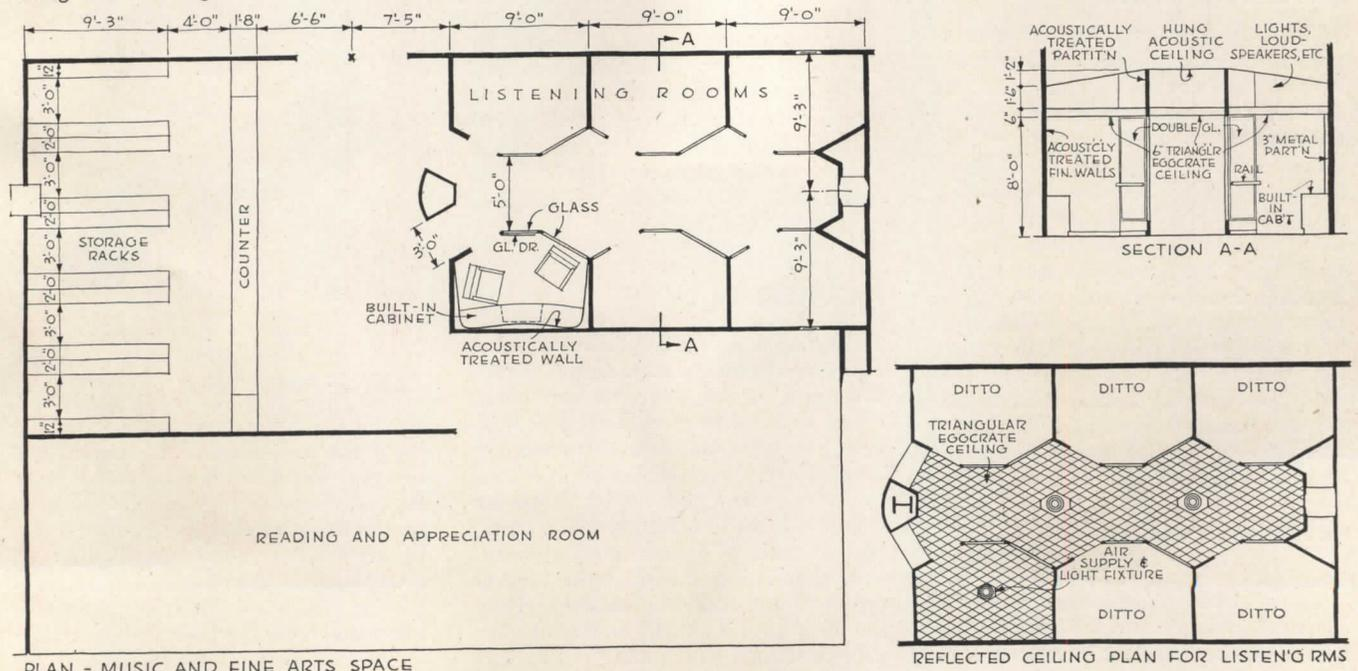 9'-3" 4'-0" 1'-8" 6'-6" 7'-5" 9'-0" 9'-0" 9'-0"
A
LISTENING ROOMS
12"
3'-0"
2'-0"
3'-0"
2'-0"
3'-0"
2'-0"
3'-0"
2'-0"
3'-0"
12"
STORAGE
RACKS
COUNTER
9'-3"
9'-3"
5'-0"
3'-0"
GLASS
GL. DR.
BUILT-IN
CABINET
ACOUSTICALLY
TREATED WALL
A
READING AND APPRECIATION ROOM
PLAN - MUSIC AND FINE ARTS SPACE
ACOUSTICALLY
TREATED
PARTIT'N
HUNG
ACOUSTIC
CEILING
LIGHTS,
LOUD-
SPEAKERS, ETC.
1'-2"
1'-6"
6"
8'-0"
DOUBLE GL.
ACOUSTCLY
TREATED
FIN. WALLS
6" TRIANGL'R
EGGCRATE
CEILING
3" METAL
PART'N
RAIL
BUILT-
IN
CAB'T
SECTION A-A
DITTO DITTO DITTO
TRIANGULAR
EGGCRATE
CEILING
AIR
SUPPLY &
LIGHT FIXTURE
DITTO DITTO
REFLECTED CEILING PLAN FOR LISTEN'G RMS